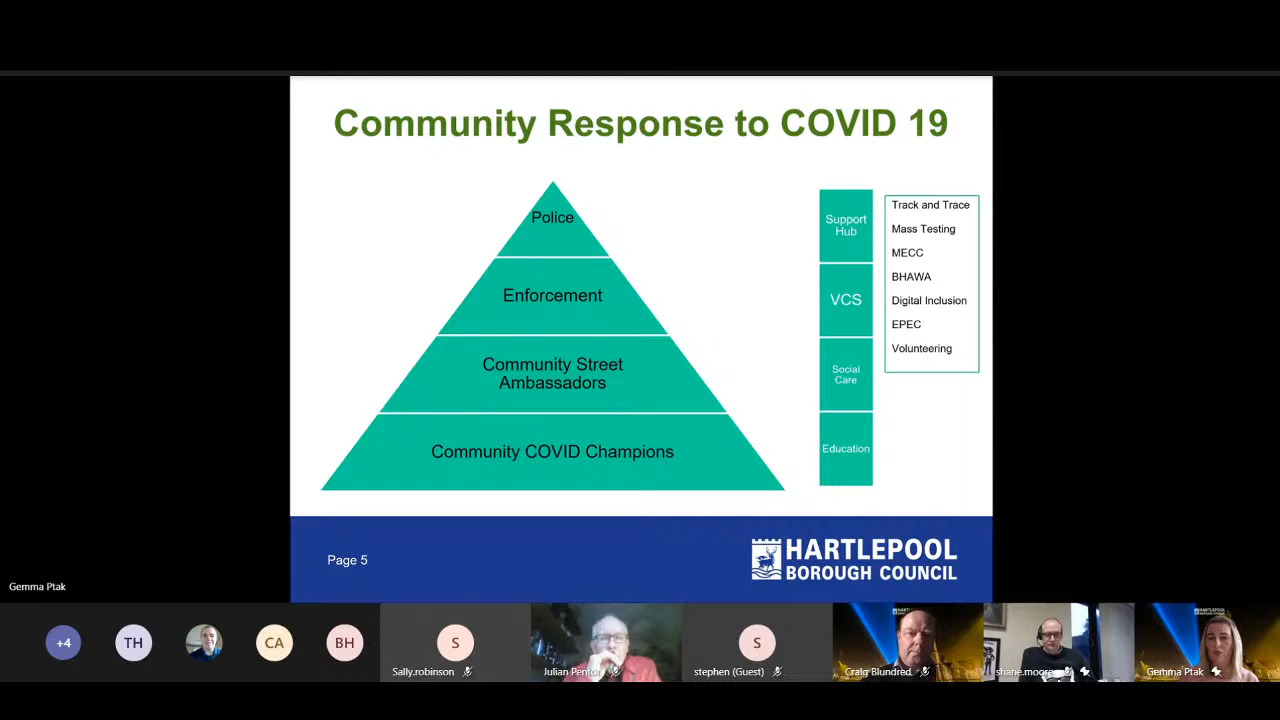 Community Response to COVID 19
Police
Enforcement
Community Street
Ambassadors
Community COVID Champions
Support
Hub
VCS
Social
Care
Education
Track and Trace
Mass Testing
MECC
BHAWA
Digital Inclusion
EPEC
Volunteering
Page 5
HARTLEPOOL
BOROUGH COUNCIL
Gemma Ptak
+4
TH
CA
BH
S
Sally.robinson
Julian Penton
S
stephen (Guest)
Craig Blundred
shane.moore
Gemma Ptak